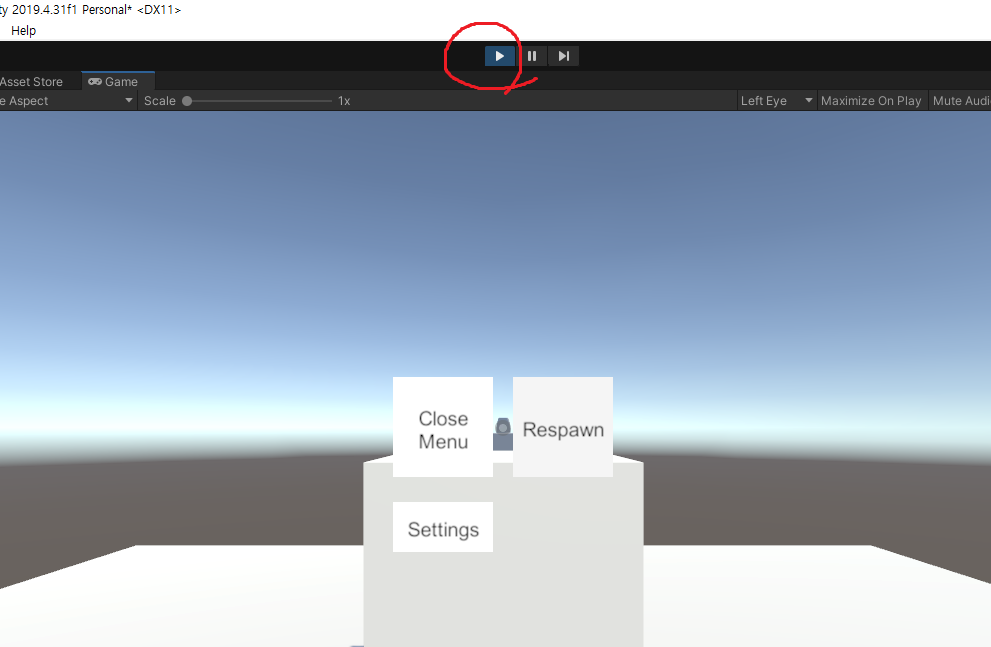 ty 2019.4.31f1 Personal* <DX11>
Help
Asset Store Game
e Aspect Scale 1x Left Eye Maximize On Play Mute Audi
Close
Menu
Respawn
Settings